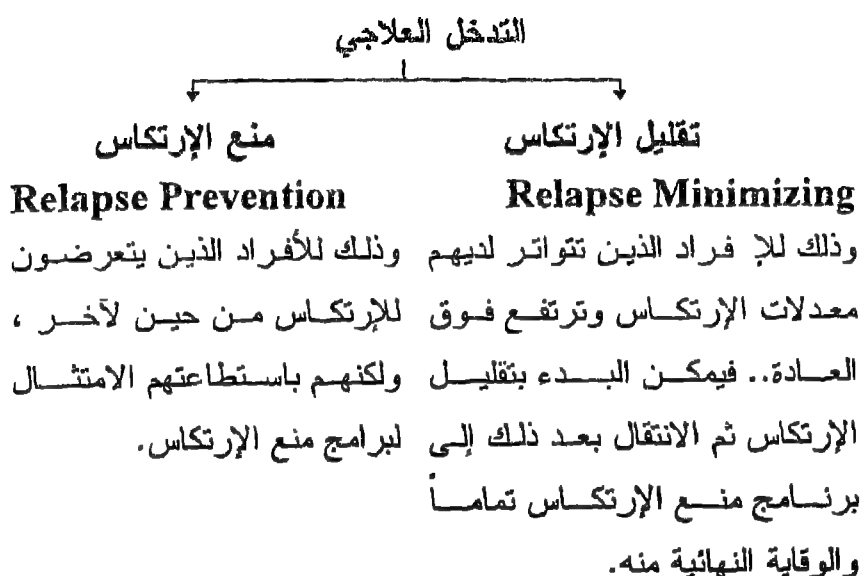 التدخل العلاجي
تقليل الإرتكاس
Relapse Minimizing
وذلك للإ فراد الذين تتواتر لديهم
معدلات الإرتكاس وترتفع فوق
العادة.. فيمكن البدء بتقليل
الإرتكاس ثم الانتقال بعد ذلك إلى
برنامج منع الإرتكاس تماماً
والوقاية النهائية منه.
منع الإرتكاس
Relapse Prevention
وذلك للأفراد الذين يتعرضون
للإرتكاس من حين لآخر ،
ولكنهم باستطاعتهم الامتثال
لبرامج منع الإرتكاس.